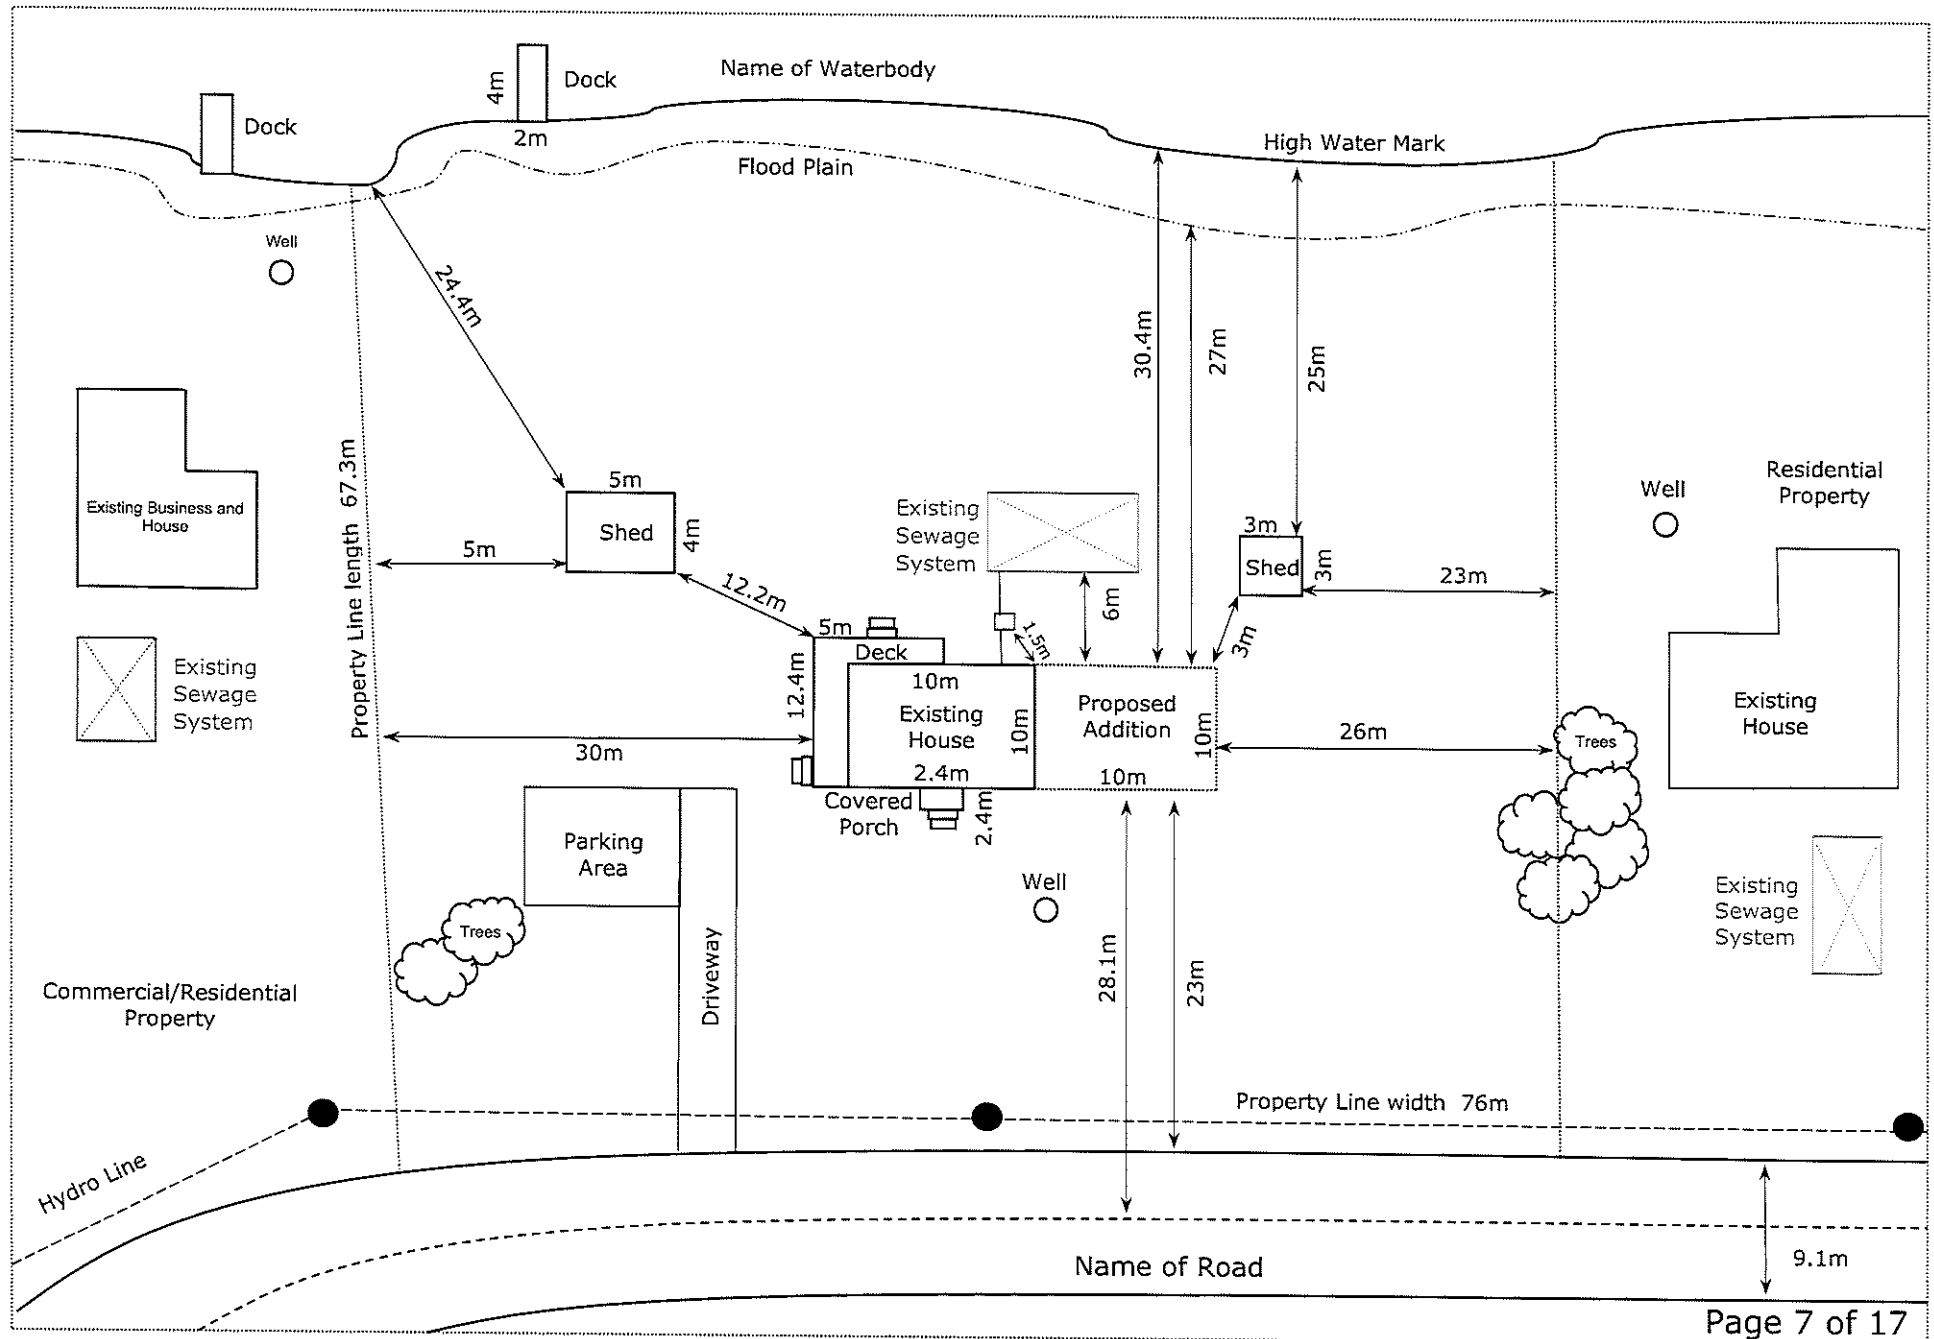 Name of Waterbody
Dock
4m
2m
Dock
High Water Mark
Flood Plain
Well
24.4m
30.4m
27m
25m
Property Line length 67.3m
Existing Business and
House
5m
Shed
4m
5m
12.2m
Existing
Sewage
System
6m
1.5m
3m
Shed
3m
3m
23m
Well
Residential
Property
Existing
Sewage
System
5m
Deck
12.4m
10m
Existing
House
10m
2.4m
30m
Proposed
Addition
10m
10m
26m
Trees
Existing
House
Covered
Porch
2.4m
Parking
Area
Well
Trees
Driveway
28.1m
23m
Existing
Sewage
System
Commercial/Residential
Property
Property Line width 76m
Hydro Line
Name of Road
9.1m
Page 7 of 17